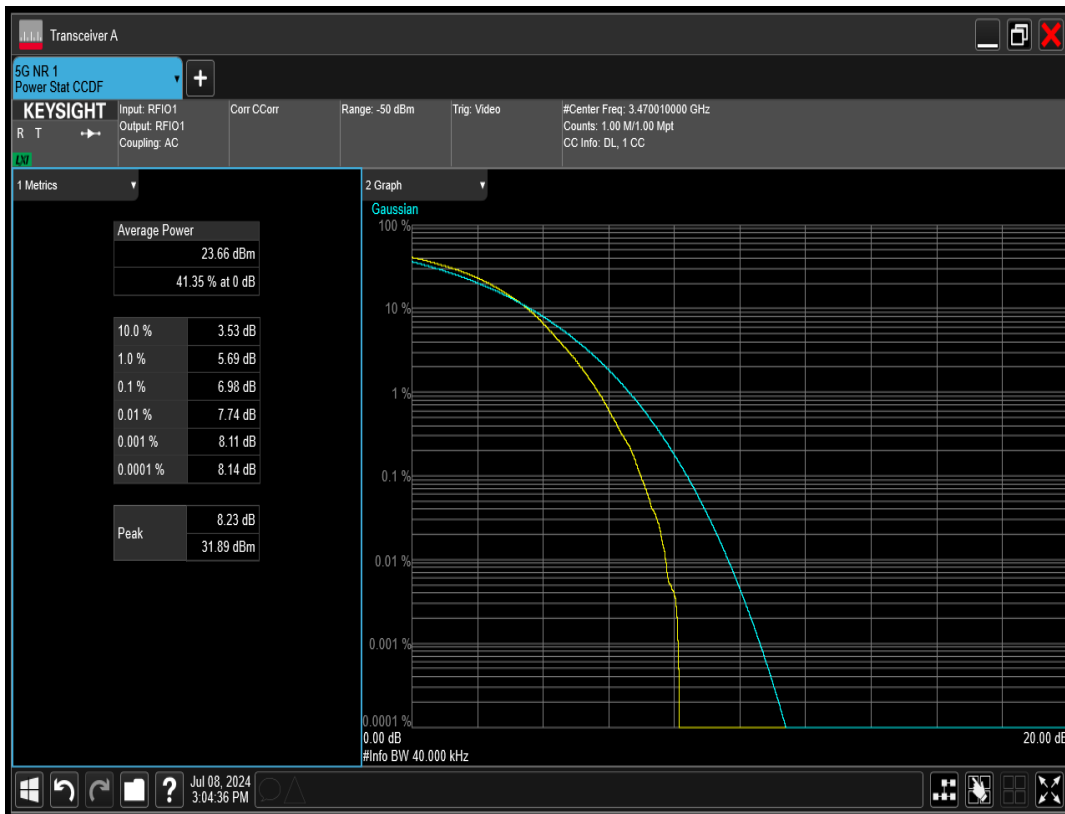 Transceiver A
5G NR 1
Power Stat CCDF
+
KEYSIGHT
R T
LXI
Input: RFIO1
Output: RFIO1
Coupling: AC
Corr CCorr
Range: -50 dBm
Trig: Video
#Center Freq: 3.470010000 GHz
Counts: 1.00 M/1.00 Mpt
CC Info: DL, 1 CC
1 Metrics
Average Power
23.66 dBm
41.35 % at 0 dB
10.0 % 3.53 dB
1.0 % 5.69 dB
0.1 % 6.98 dB
0.01 % 7.74 dB
0.001 % 8.11 dB
0.0001 % 8.14 dB
Peak
8.23 dB
31.89 dBm
2 Graph
Gaussian
100 %
10 %
1 %
0.1 %
0.01 %
0.001 %
0.0001 %
0.00 dB
20.00 dB
#Info BW 40.000 kHz
?
Jul 08, 2024
3:04:36 PM